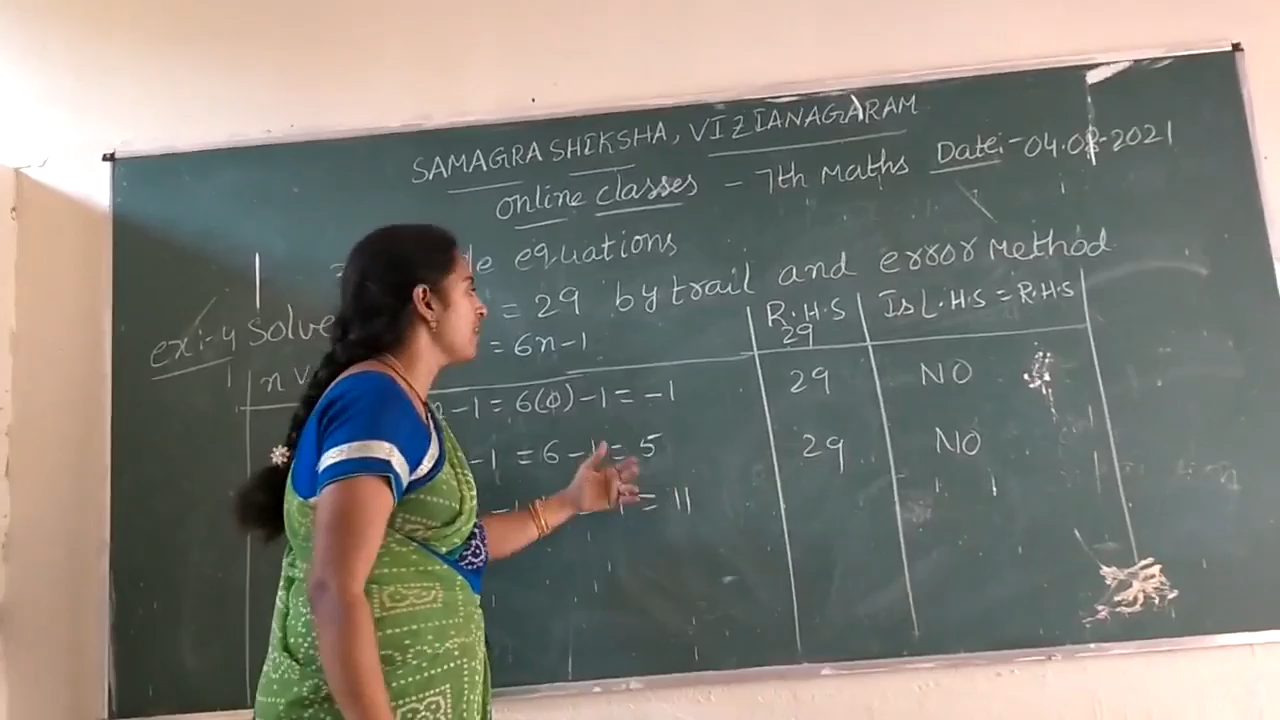 SAMAGRA SHIKSHA, VIZIANAGARAM
online classes - 7th Maths Date:-04.08.2021
equations
ex:-4 Solve = 29 by trail and error Method
n = 6n-1 R.H.S 29 Is L.H.S = R.H.S
-1 = 6(0)-1 = -1 29 NO
-1 = 6-1 = 5 29 NO
-1 = 11